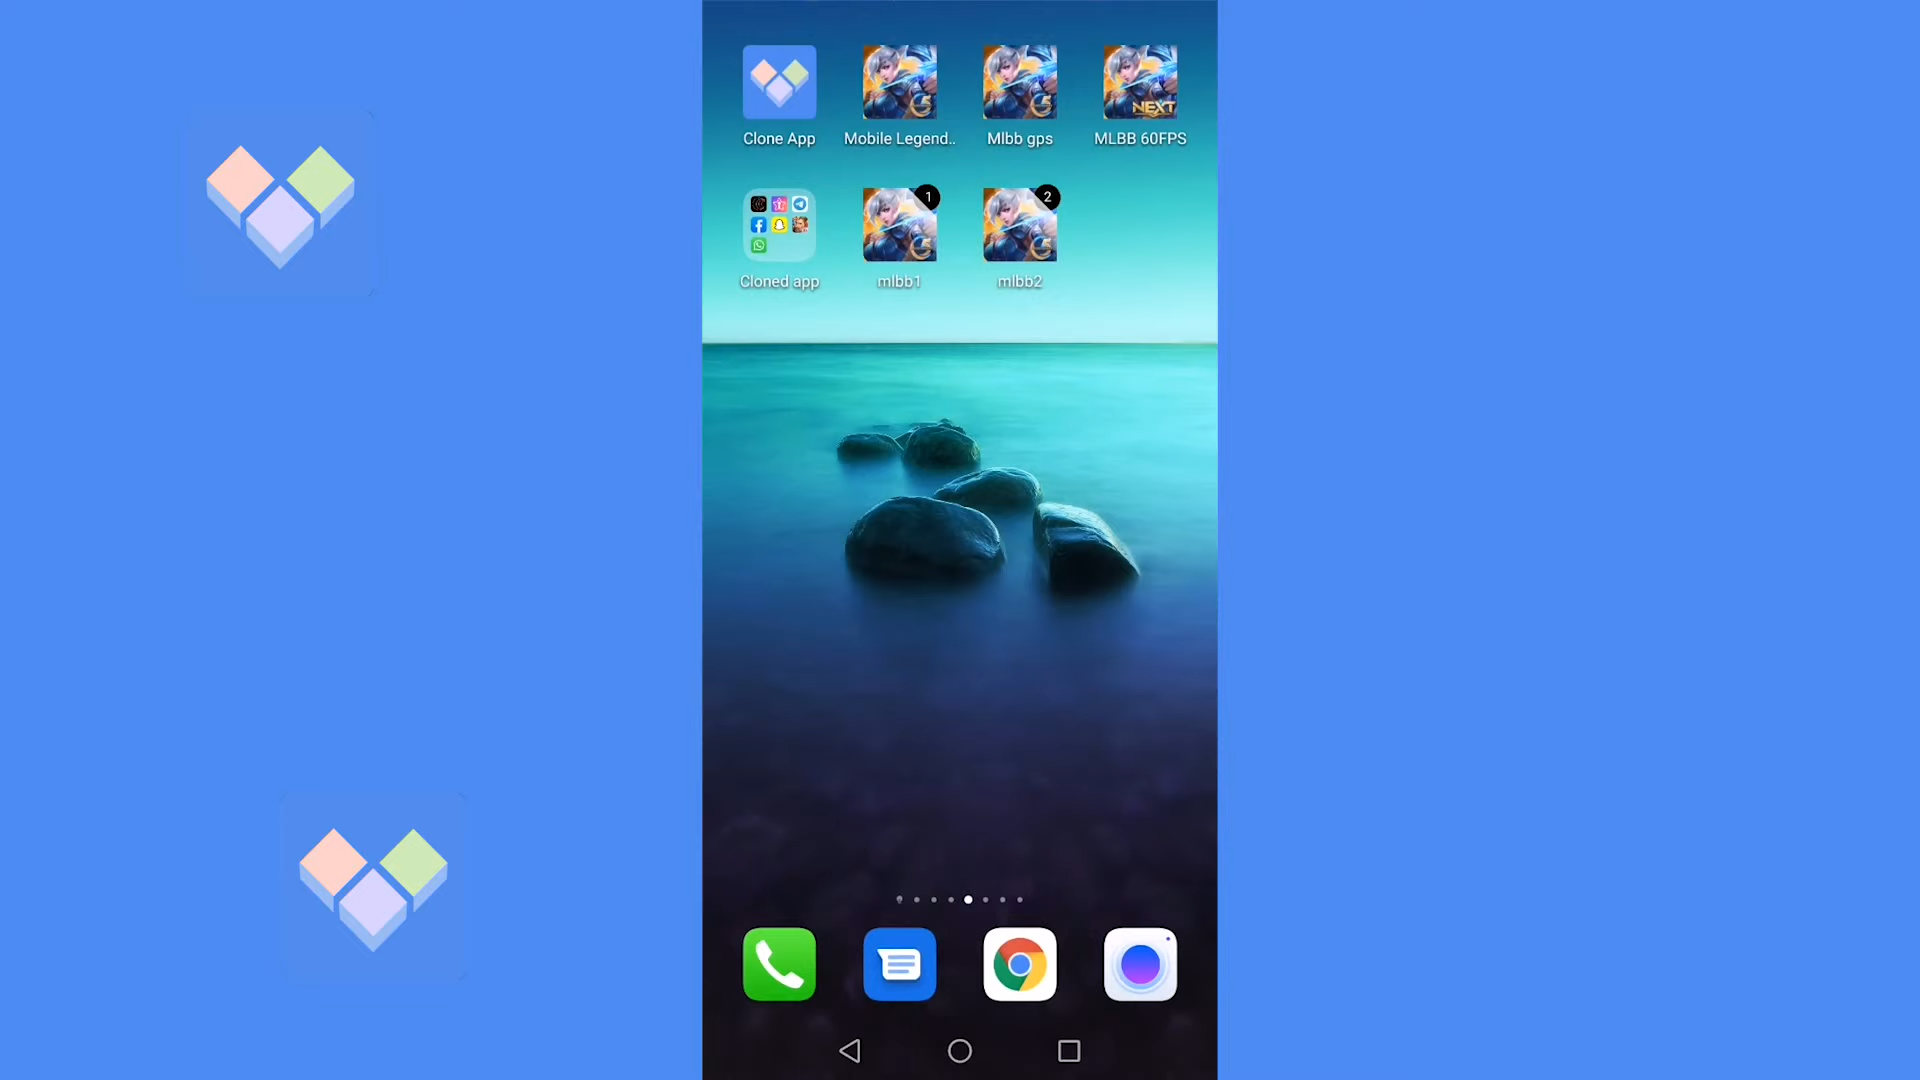 Clone App
Mobile Legend..
Mlbb gps
MLBB 60FPS
NEXT
Cloned app
1
mlbb1
2
mlbb2